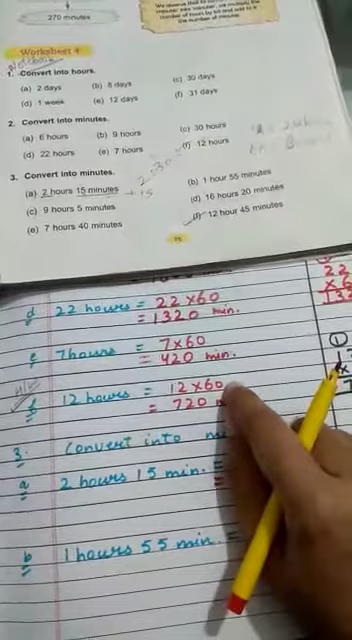 270 minutes
Worksheet 4
1. Convert into hours.
(a) 2 days (b) 8 days (c) 30 days
(d) 1 week (e) 12 days (f) 31 days
2. Convert into minutes.
(a) 6 hours (b) 9 hours (c) 30 hours
(d) 22 hours (e) 7 hours (f) 12 hours
3. Convert into minutes.
(a) 2 hours 15 minutes (b) 1 hour 55 minutes
(c) 9 hours 5 minutes (d) 16 hours 20 minutes
(e) 7 hours 40 minutes (f) 12 hour 45 minutes
d 22 hours = 22×60
= 1320 min.
e 7 hours = 7×60
= 420 min.
f 12 hours = 12×60
= 720
3. Convert into
a 2 hours 15 min. =
b 1 hours 55 min. =